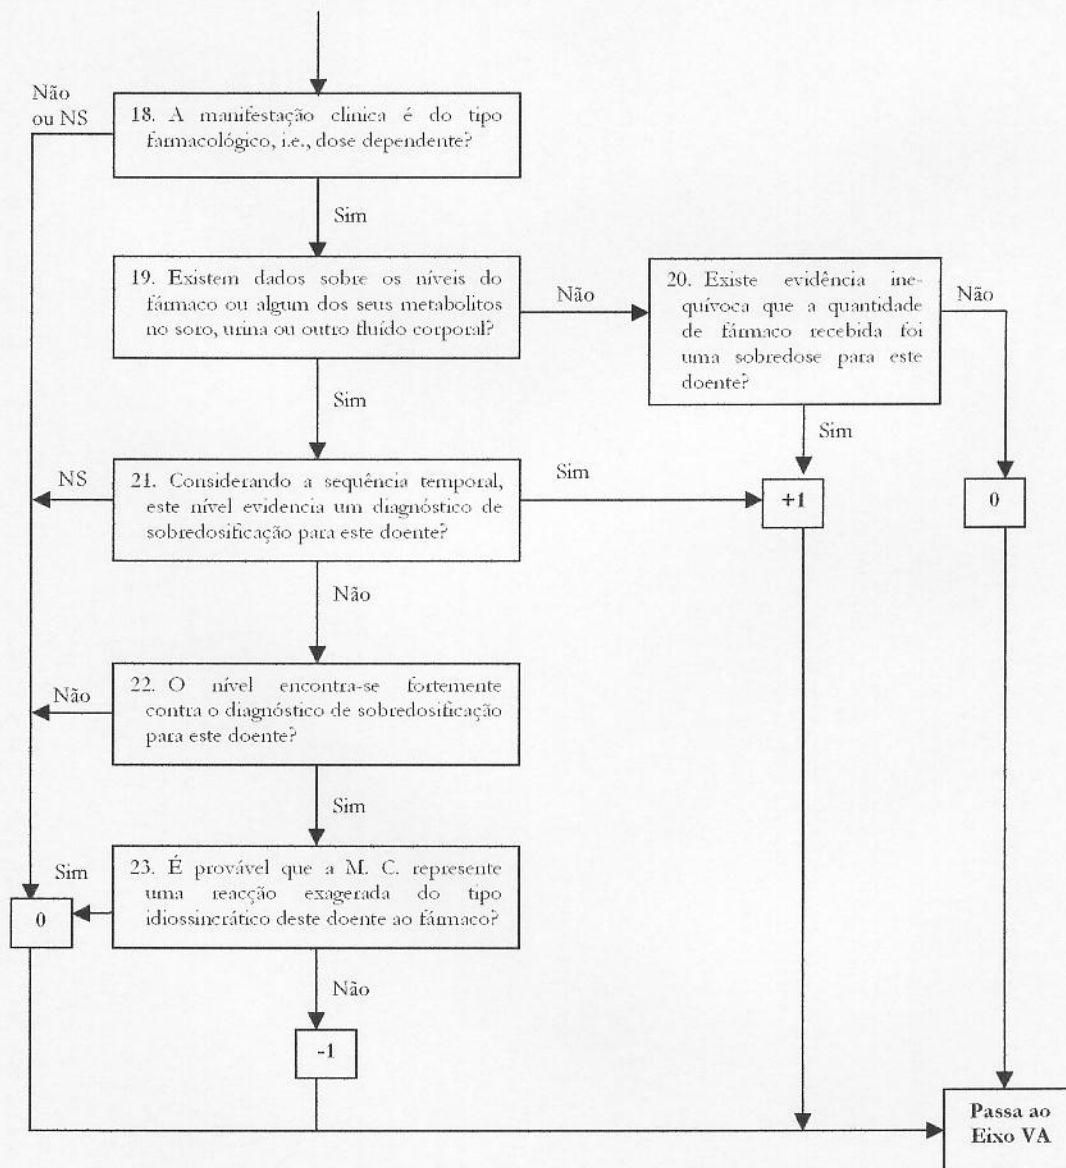 Não
ou NS
18. A manifestação clinica é do tipo
farmacológico, i.e., dose dependente?
Sim
19. Existem dados sobre os níveis do
fármaco ou algum dos seus metabolitos
no soro, urina ou outro fluído corporal?
Não
20. Existe evidência ine-
quívoca que a quantidade
de fármaco recebida foi
uma sobredose para este
doente?
Não
Sim
Sim
NS
21. Considerando a sequência temporal,
este nível evidencia um diagnóstico de
sobredosificação para este doente?
Sim
+1
0
Não
Não
22. O nível encontra-se fortemente
contra o diagnóstico de sobredosificação
para este doente?
Sim
Sim
23. É provável que a M. C. represente
uma reacção exagerada do tipo
idiossincrático deste doente ao fármaco?
0
Não
-1
Passa ao
Eixo VA